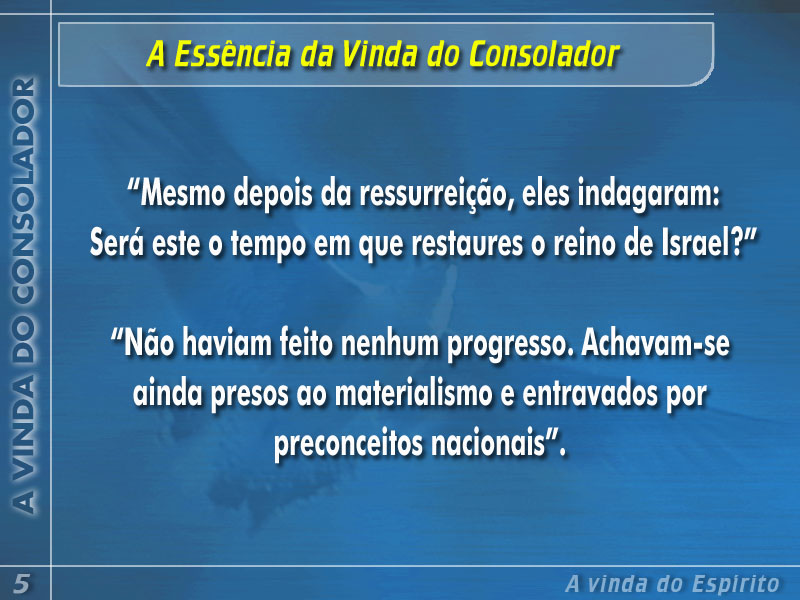 A Essência da Vinda do Consolador
A VINDA DO CONSOLADOR
“Mesmo depois da ressurreição, eles indagaram:
Será este o tempo em que restaures o reino de Israel?”
“Não haviam feito nenhum progresso. Achavam-se
ainda presos ao materialismo e entravados por
preconceitos nacionais”.
5
A vinda do Espírito